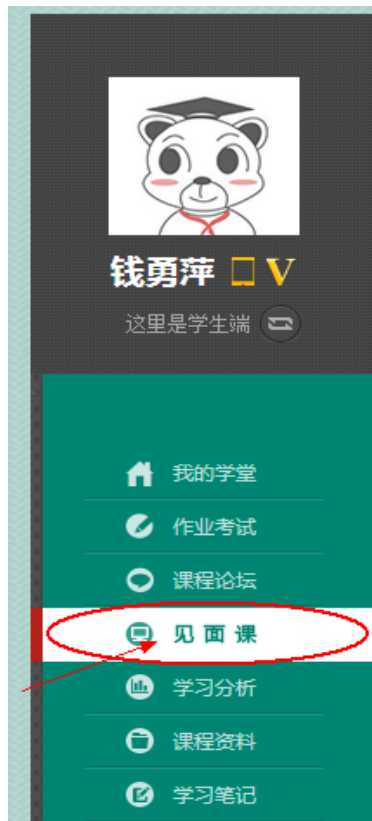 钱勇萍 V
这里是学生端
我的学堂
作业考试
课程论坛
见面课
学习分析
课程资料
学习笔记